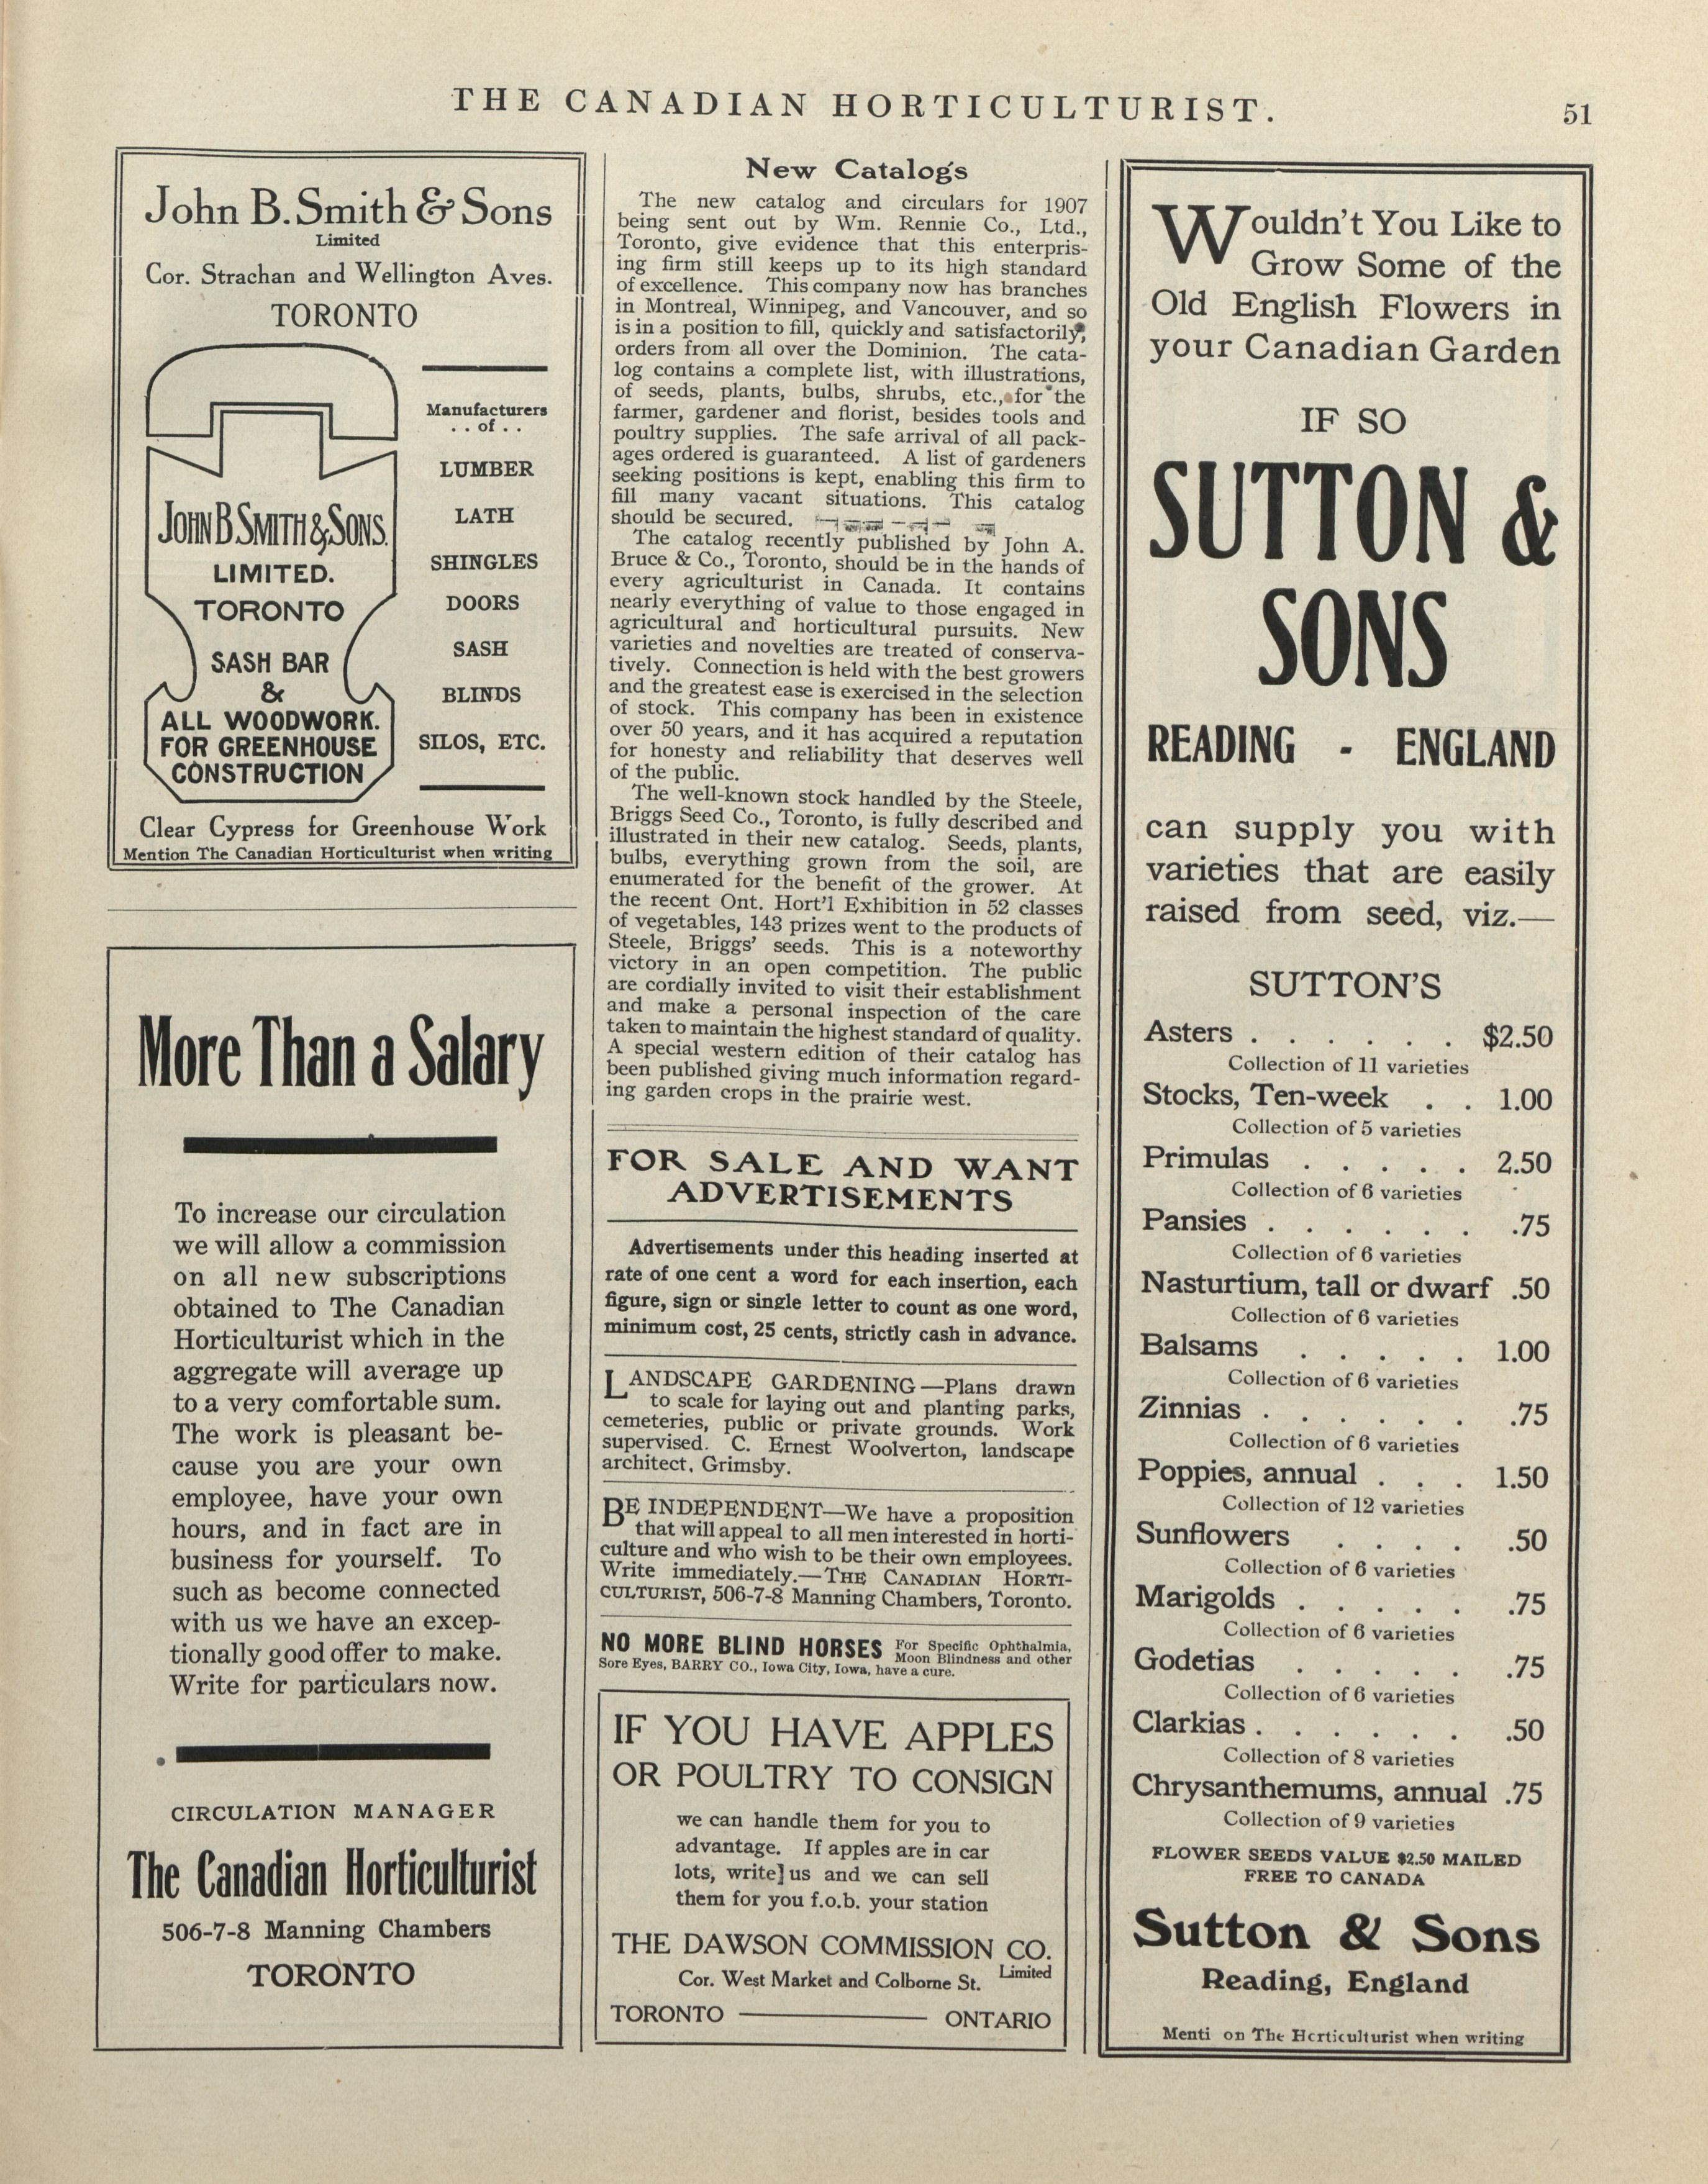 THE CANADIAN HORTICULTURIST.
51
John B. Smith & Sons
Limited
Cor. Strachan and Wellington Aves.
TORONTO
JOHN B SMITH & SONS.
LIMITED.
TORONTO
SASH BAR
&
ALL WOODWORK.
FOR GREENHOUSE
CONSTRUCTION
Manufacturers
. . of . .
LUMBER
LATH
SHINGLES
DOORS
SASH
BLINDS
SILOS, ETC.
Clear Cypress for Greenhouse Work
Mention The Canadian Horticulturist when writing
More Than a Salary
To increase our circulation
we will allow a commission
on all new subscriptions
obtained to The Canadian
Horticulturist which in the
aggregate will average up
to a very comfortable sum.
The work is pleasant be-
cause you are your own
employee, have your own
hours, and in fact are in
business for yourself. To
such as become connected
with us we have an excep-
tionally good offer to make.
Write for particulars now.
CIRCULATION MANAGER
The Canadian Horticulturist
506-7-8 Manning Chambers
TORONTO
New Catalogs
The new catalog and circulars for 1907
being sent out by Wm. Rennie Co., Ltd.,
Toronto, give evidence that this enterpris-
ing firm still keeps up to its high standard
of excellence. This company now has branches
in Montreal, Winnipeg, and Vancouver, and so
is in a position to fill, quickly and satisfactorily,
orders from all over the Dominion. The cata-
log contains a complete list, with illustrations,
of seeds, plants, bulbs, shrubs, etc., for the
farmer, gardener and florist, besides tools and
poultry supplies. The safe arrival of all pack-
ages ordered is guaranteed. A list of gardeners
seeking positions is kept, enabling this firm to
fill many vacant situations. This catalog
should be secured.
The catalog recently published by John A.
Bruce & Co., Toronto, should be in the hands of
every agriculturist in Canada. It contains
nearly everything of value to those engaged in
agricultural and horticultural pursuits. New
varieties and novelties are treated of conserva-
tively. Connection is held with the best growers
and the greatest ease is exercised in the selection
of stock. This company has been in existence
over 50 years, and it has acquired a reputation
for honesty and reliability that deserves well
of the public.
The well-known stock handled by the Steele,
Briggs Seed Co., Toronto, is fully described and
illustrated in their new catalog. Seeds, plants,
bulbs, everything grown from the soil, are
enumerated for the benefit of the grower. At
the recent Ont. Hort'l Exhibition in 52 classes
of vegetables, 143 prizes went to the products of
Steele, Briggs' seeds. This is a noteworthy
victory in an open competition. The public
are cordially invited to visit their establishment
and make a personal inspection of the care
taken to maintain the highest standard of quality.
A special western edition of their catalog has
been published giving much information regard-
ing garden crops in the prairie west.
FOR SALE AND WANT
ADVERTISEMENTS
Advertisements under this heading inserted at
rate of one cent a word for each insertion, each
figure, sign or single letter to count as one word,
minimum cost, 25 cents, strictly cash in advance.
LANDSCAPE GARDENING—Plans drawn
to scale for laying out and planting parks,
cemeteries, public or private grounds. Work
supervised. C. Ernest Woolverton, landscape
architect, Grimsby.
BE INDEPENDENT—We have a proposition
that will appeal to all men interested in horti-
culture and who wish to be their own employees.
Write immediately.—THE CANADIAN HORTI-
CULTURIST, 506-7-8 Manning Chambers, Toronto.
NO MORE BLIND HORSES For Specific Ophthalmia,
Moon Blindness and other
Sore Eyes, BARRY CO., Iowa City, Iowa, have a cure.
IF YOU HAVE APPLES
OR POULTRY TO CONSIGN
we can handle them for you to
advantage. If apples are in car
lots, write] us and we can sell
them for you f.o.b. your station
THE DAWSON COMMISSION CO.
Limited
Cor. West Market and Colborne St.
TORONTO ——— ONTARIO
Wouldn't You Like to
Grow Some of the
Old English Flowers in
your Canadian Garden
IF SO
SUTTON &
SONS
READING - ENGLAND
can supply you with
varieties that are easily
raised from seed, viz.—
SUTTON'S
Asters . . . . . . $2.50
Collection of 11 varieties
Stocks, Ten-week . . 1.00
Collection of 5 varieties
Primulas . . . . . 2.50
Collection of 6 varieties
Pansies . . . . . . .75
Collection of 6 varieties
Nasturtium, tall or dwarf .50
Collection of 6 varieties
Balsams . . . . . 1.00
Collection of 6 varieties
Zinnias . . . . . . .75
Collection of 6 varieties
Poppies, annual . . . 1.50
Collection of 12 varieties
Sunflowers . . . . .50
Collection of 6 varieties
Marigolds . . . . . .75
Collection of 6 varieties
Godetias . . . . . .75
Collection of 6 varieties
Clarkias . . . . . . .50
Collection of 8 varieties
Chrysanthemums, annual .75
Collection of 9 varieties
FLOWER SEEDS VALUE $2.50 MAILED
FREE TO CANADA
Sutton & Sons
Reading, England
Menti on The Horticulturist when writing